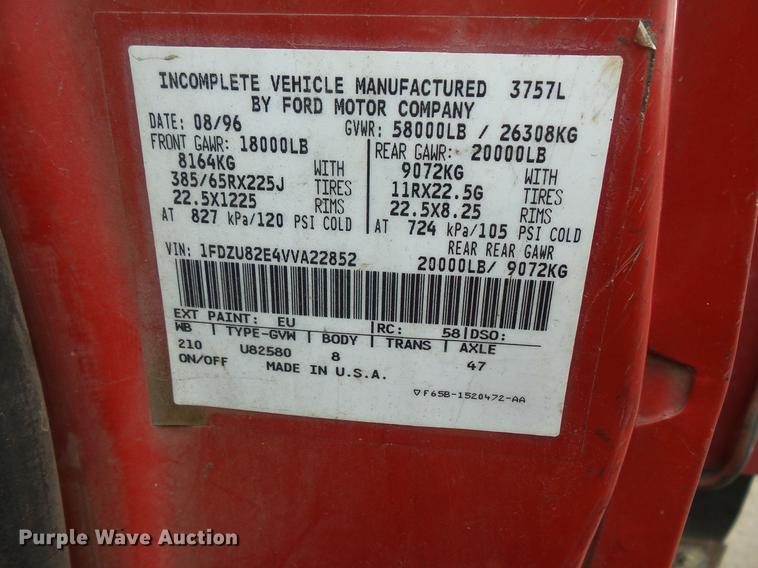 INCOMPLETE VEHICLE MANUFACTURED 3757L
BY FORD MOTOR COMPANY
DATE: 08/96 GVWR: 58000LB / 26308KG
FRONT GAWR: 18000LB REAR GAWR: 20000LB
8164KG WITH 9072KG WITH
385/65RX225J TIRES 11RX22.5G TIRES
22.5X1225 RIMS 22.5X8.25 RIMS
AT 827 kPa/120 PSI COLD AT 724 kPa/105 PSI COLD
REAR REAR GAWR
VIN: 1FDZU82E4VVA22852 20000LB/ 9072KG
EXT PAINT: EU RC: 58 DSO:
WB TYPE-GVW BODY TRANS AXLE
210 U82580 8 47
ON/OFF MADE IN U.S.A.
F65B-1520472-AA
Purple Wave Auction